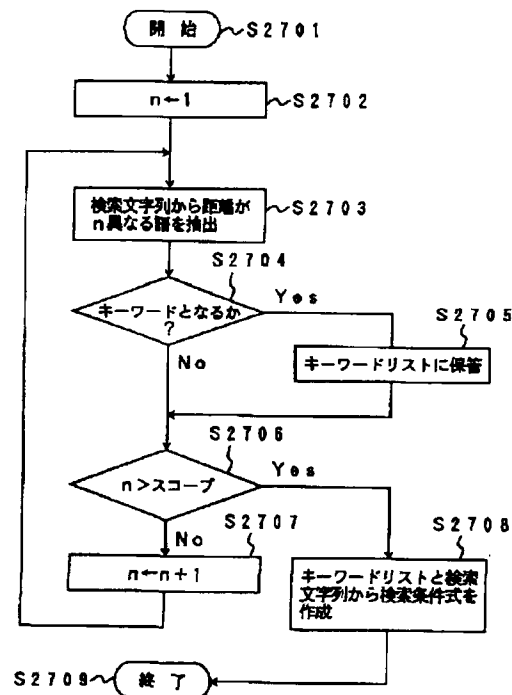 開始
S2701
n←1
S2702
検索文字列から距離が
n異なる語を抽出
S2703
S2704
キーワードとなるか
?
Yes
No
S2705
キーワードリストに保管
S2706
n>スコープ
Yes
No
S2707
n←n+1
S2708
キーワードリストと検索
文字列から検索条件式を
作成
S2709
終了